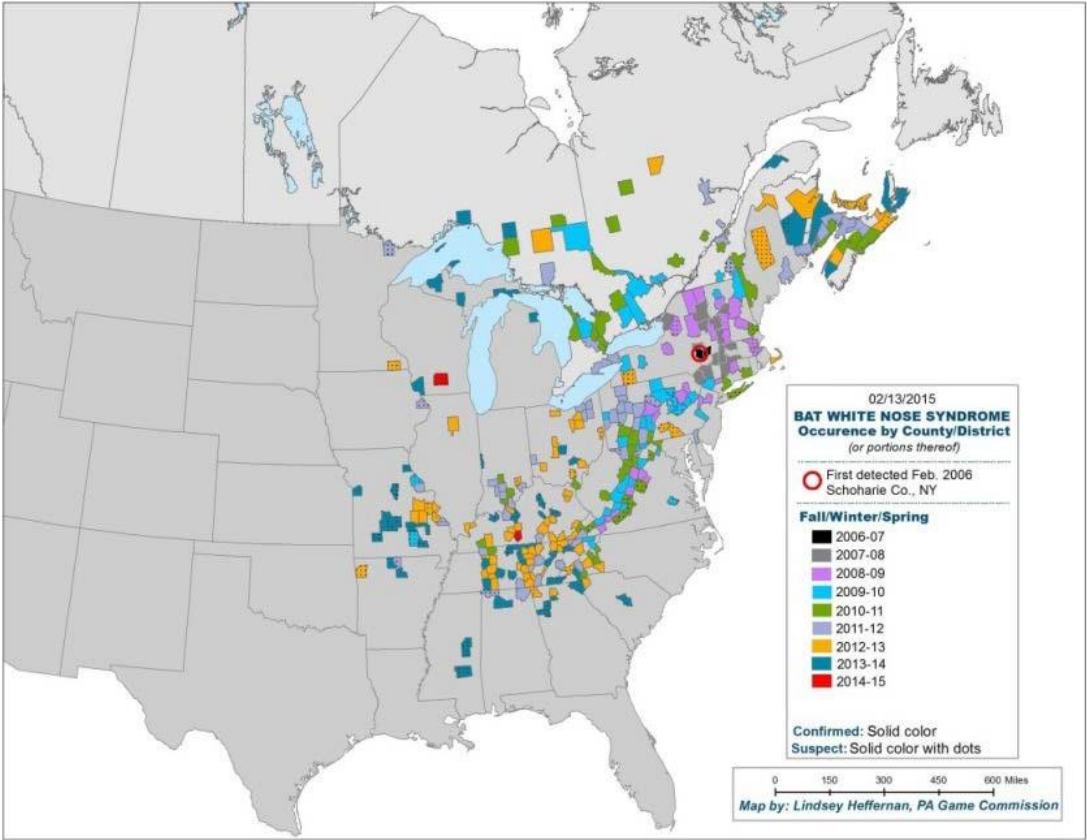 02/13/2015
BAT WHITE NOSE SYNDROME
Occurence by County/District
(or portions thereof)
First detected Feb. 2006
Schoharie Co., NY
Fall/Winter/Spring
2006-07
2007-08
2008-09
2009-10
2010-11
2011-12
2012-13
2013-14
2014-15
Confirmed: Solid color
Suspect: Solid color with dots
0 150 300 450 600 Miles
Map by: Lindsey Heffernan, PA Game Commission